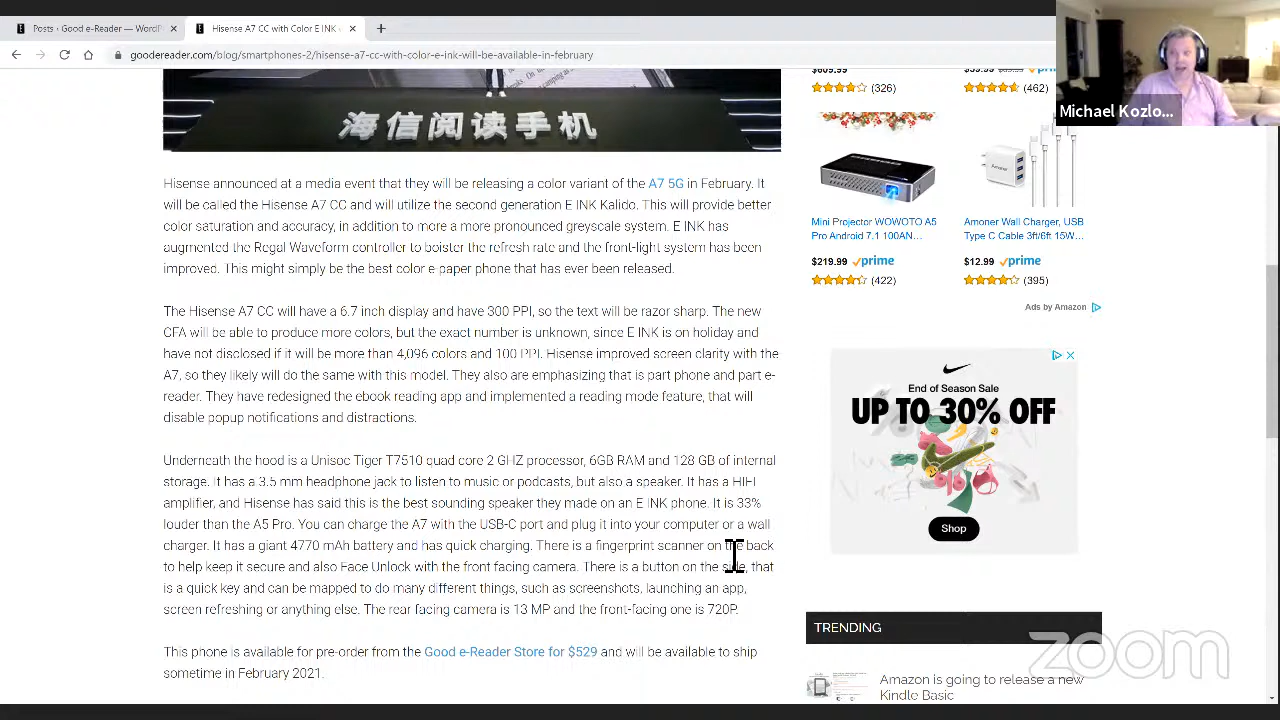 Posts - Good e-Reader — WordP
Hisense A7 CC with Color E INK w
goodereader.com/blog/smartphones-2/hisense-a7-cc-with-color-e-ink-will-be-available-in-february
Michael Kozlo...
海信阅读手机
Hisense announced at a media event that they will be releasing a color variant of the A7 5G in February. It
will be called the Hisense A7 CC and will utilize the second generation E INK Kalido. This will provide better
color saturation and accuracy, in addition to more a more pronounced greyscale system. E INK has
augmented the Regal Waveform controller to bolster the refresh rate and the front-light system has been
improved. This might simply be the best color epaper phone that has ever been released.
The Hisense A7 CC will have a 6.7 inch display and have 300 PPI, so the text will be razor sharp. The new
CFA will be able to produce more colors, but the exact number is unknown, since E INK is on holiday and
have not disclosed if it will be more than 4,096 colors and 100 PPI. Hisense improved screen clarity with the
A7, so they likely will do the same with this model. They also are emphasizing that is part phone and part e-
reader. They have redesigned the ebook reading app and implemented a reading mode feature, that will
disable popup notifications and distractions.
Underneath the hood is a Unisoc Tiger T7510 quad core 2 GHZ processor, 6GB RAM and 128 GB of internal
storage. It has a 3.5mm headphone jack to listen to music or podcasts, but also a speaker. It has a HIFI
amplifier, and Hisense has said this is the best sounding speaker they made on an E INK phone. It is 33%
louder than the A5 Pro. You can charge the A7 with the USB-C port and plug it into your computer or a wall
charger. It has a giant 4770 mAh battery and has quick charging. There is a fingerprint scanner on the back
to help keep it secure and also Face Unlock with the front facing camera. There is a button on the side, that
is a quick key and can be mapped to do many different things, such as screenshots, launching an app,
screen refreshing or anything else. The rear facing camera is 13 MP and the front-facing one is 720P.
This phone is available for pre-order from the Good e-Reader Store for $529 and will be available to ship
sometime in February 2021.
$609.99
(326)
$39.99
(462)
Mini Projector WOWOTO A5
Pro Android 7.1 100AN...
$219.99 prime
(422)
Amoner Wall Charger, USB
Type C Cable 3ft/6ft 15W...
$12.99 prime
(395)
Ads by Amazon
End of Season Sale
UP TO 30% OFF
Shop
TRENDING
Amazon is going to release a new
Kindle Basic
zoom